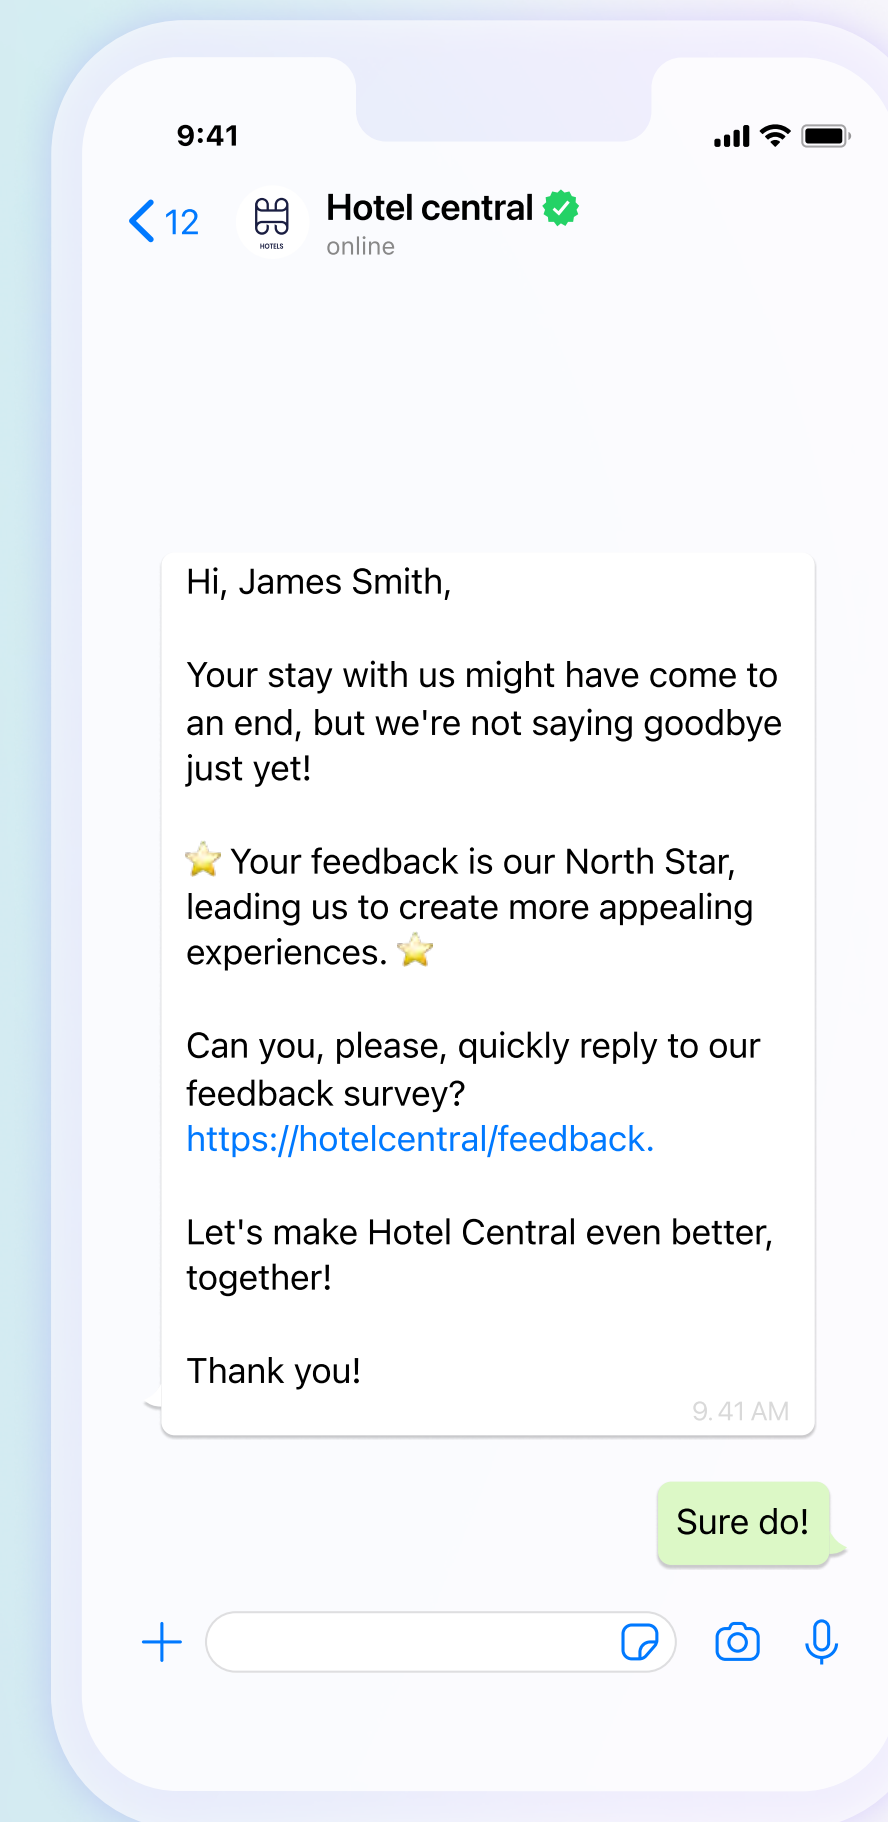 9:41
12
Hotel central
HOTELS
online
Hi, James Smith,
Your stay with us might have come to
an end, but we're not saying goodbye
just yet!
⭐ Your feedback is our North Star,
leading us to create more appealing
experiences. ⭐
Can you, please, quickly reply to our
feedback survey?
https://hotelcentral/feedback.
Let's make Hotel Central even better,
together!
Thank you!
9.41 AM
Sure do!